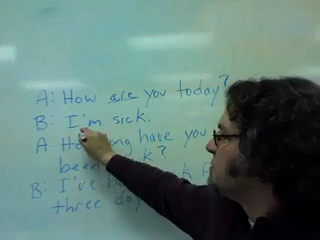 A: How are you today?
B: I'm sick.
A: have you
been
B: I've
three